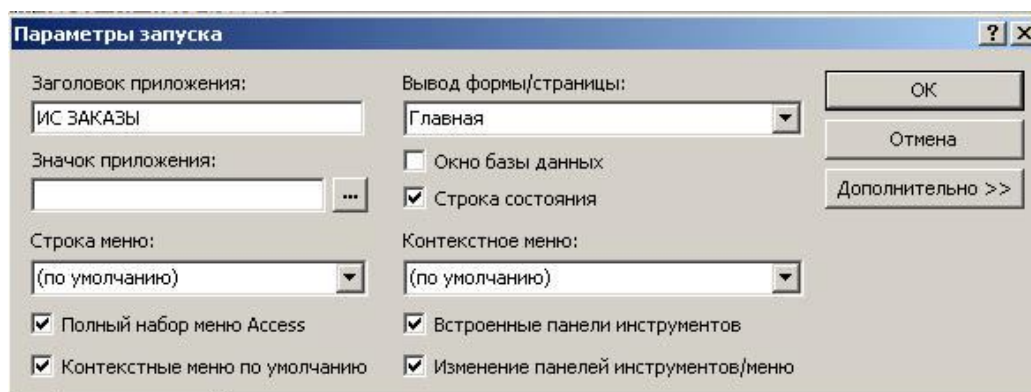 Параметры запуска
Заголовок приложения:
ИС ЗАКАЗЫ
Значок приложения:
...
Строка меню:
(по умолчанию)
Полный набор меню Access
Контекстные меню по умолчанию
Вывод формы/страницы:
Главная
Окно базы данных
Строка состояния
Контекстное меню:
(по умолчанию)
Встроенные панели инструментов
Изменение панелей инструментов/меню
ОК
Отмена
Дополнительно >>